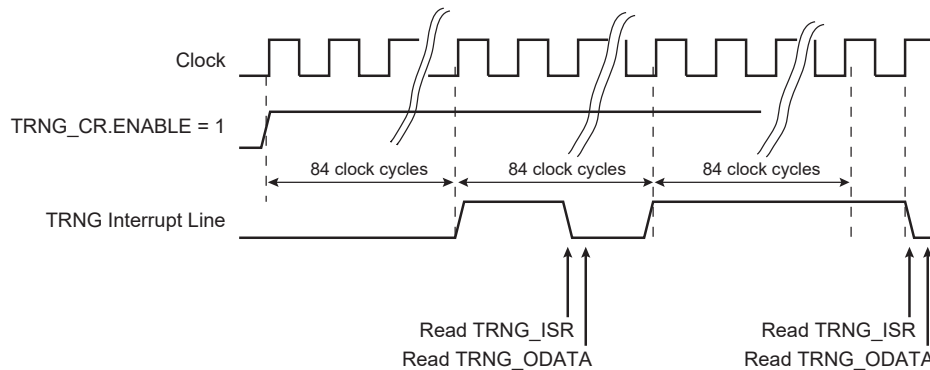 Clock
TRNG_CR.ENABLE = 1
84 clock cycles
84 clock cycles
84 clock cycles
TRNG Interrupt Line
Read TRNG_ISR
Read TRNG_ISR
Read TRNG_ODATA
Read TRNG_ODATA